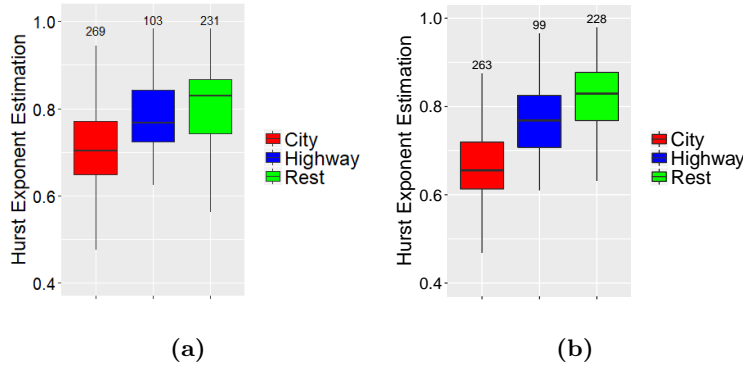 269 103 231
263 99 228
1.0
0.8
0.6
0.4
Hurst Exponent Estimation
City
Highway
Rest
1.0
0.8
0.6
0.4
Hurst Exponent Estimation
City
Highway
Rest
(a)
(b)